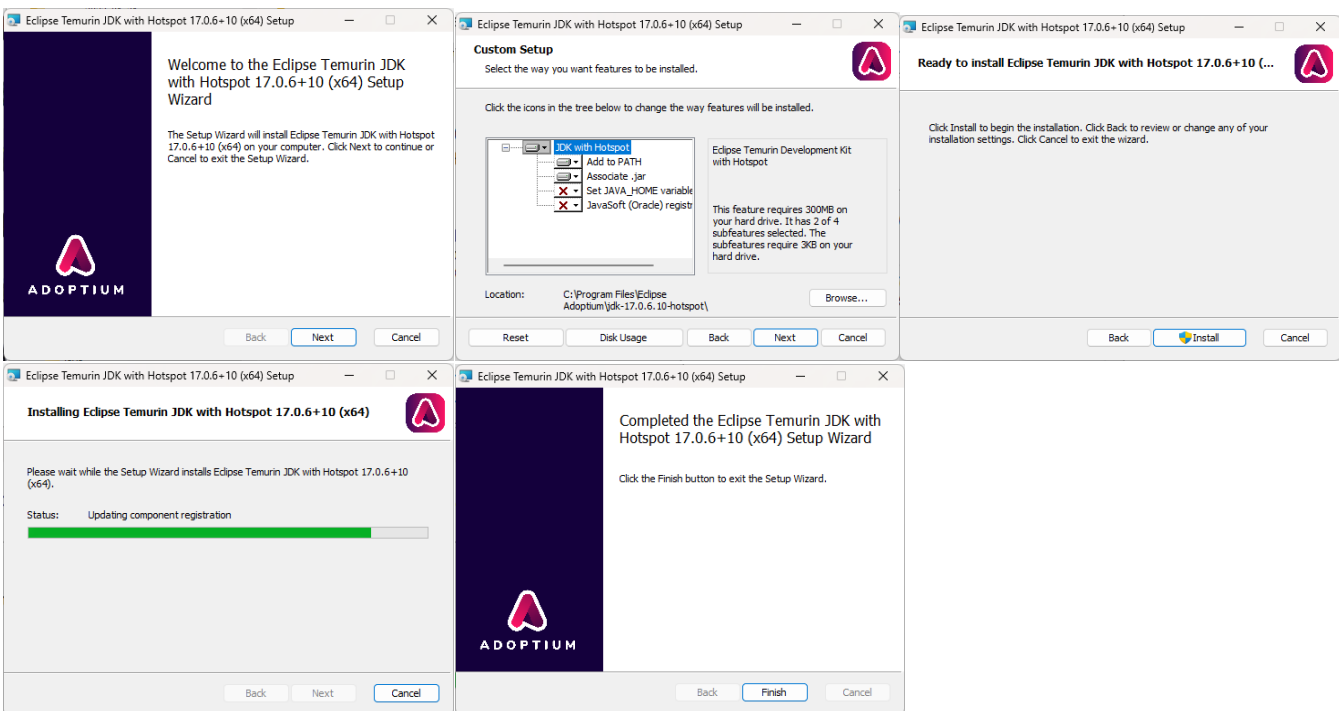 Eclipse Temurin JDK with Hotspot 17.0.6+10 (x64) Setup
Welcome to the Eclipse Temurin JDK
with Hotspot 17.0.6+10 (x64) Setup
Wizard
The Setup Wizard will install Eclipse Temurin JDK with Hotspot
17.0.6+10 (x64) on your computer. Click Next to continue or
Cancel to exit the Setup Wizard.
ADOPTIUM
Back Next Cancel
Eclipse Temurin JDK with Hotspot 17.0.6+10 (x64) Setup
Custom Setup
Select the way you want features to be installed.
Click the icons in the tree below to change the way features will be installed.
JDK with Hotspot
Add to PATH
Associate .jar
Set JAVA_HOME variable
JavaSoft (Oracle) registr
Eclipse Temurin Development Kit
with Hotspot
This feature requires 300MB on
your hard drive. It has 2 of 4
subfeatures selected. The
subfeatures require 3KB on your
hard drive.
Location: C:\Program Files\Eclipse
Adoptium\jdk-17.0.6.10-hotspot\
Browse...
Reset Disk Usage Back Next Cancel
Eclipse Temurin JDK with Hotspot 17.0.6+10 (x64) Setup
Ready to install Eclipse Temurin JDK with Hotspot 17.0.6+10 (...
Click Install to begin the installation. Click Back to review or change any of your
installation settings. Click Cancel to exit the wizard.
Back Install Cancel
Eclipse Temurin JDK with Hotspot 17.0.6+10 (x64) Setup
Installing Eclipse Temurin JDK with Hotspot 17.0.6+10 (x64)
Please wait while the Setup Wizard installs Eclipse Temurin JDK with Hotspot 17.0.6+10
(x64).
Status: Updating component registration
Back Next Cancel
Eclipse Temurin JDK with Hotspot 17.0.6+10 (x64) Setup
Completed the Eclipse Temurin JDK with
Hotspot 17.0.6+10 (x64) Setup Wizard
Click the Finish button to exit the Setup Wizard.
ADOPTIUM
Back Finish Cancel